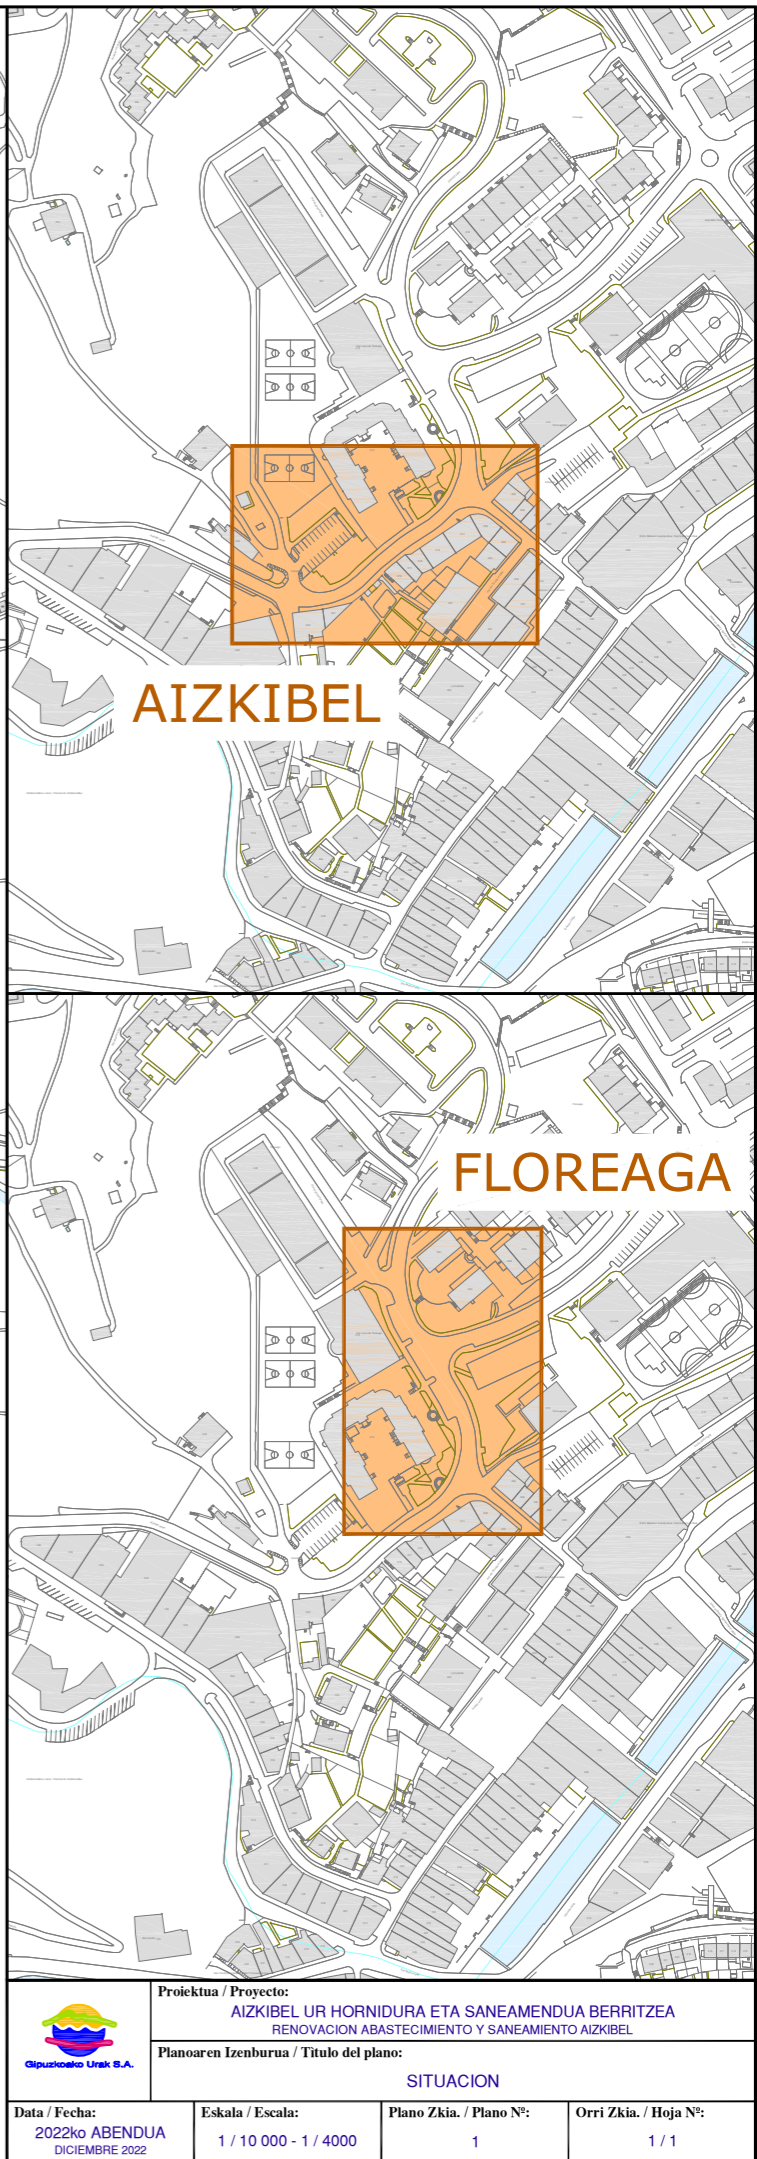 AIZKIBEL
FLOREAGA
Gipuzkoako Urak S.A.
Proiektua / Proyecto:
AIZKIBEL UR HORNIDURA ETA SANEAMENDUA BERRITZEA
RENOVACION ABASTECIMIENTO Y SANEAMIENTO AIZKIBEL
Planoaren Izenburua / Titulo del plano:
SITUACION
Data / Fecha:
2022ko ABENDUA
DICIEMBRE 2022
Eskala / Escala:
1 / 10 000 - 1 / 4000
Plano Zkia. / Plano Nº:
1
Orri Zkia. / Hoja Nº:
1 / 1